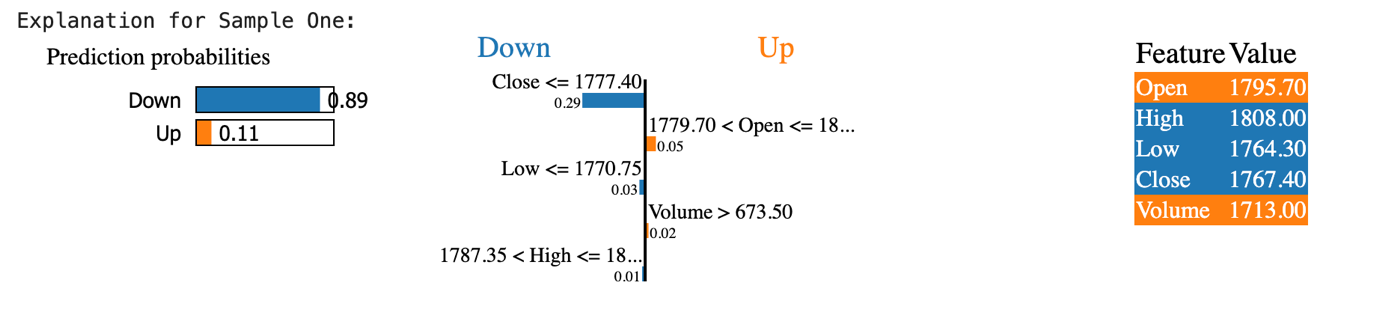 Explanation for Sample One:
Prediction probabilities
Down 0.89
Up 0.11
Down Up
Close <= 1777.40
0.29
1779.70 < Open <= 18...
0.05
Low <= 1770.75
0.03
Volume > 673.50
0.02
1787.35 < High <= 18...
0.01
Feature Value
Open 1795.70
High 1808.00
Low 1764.30
Close 1767.40
Volume 1713.00